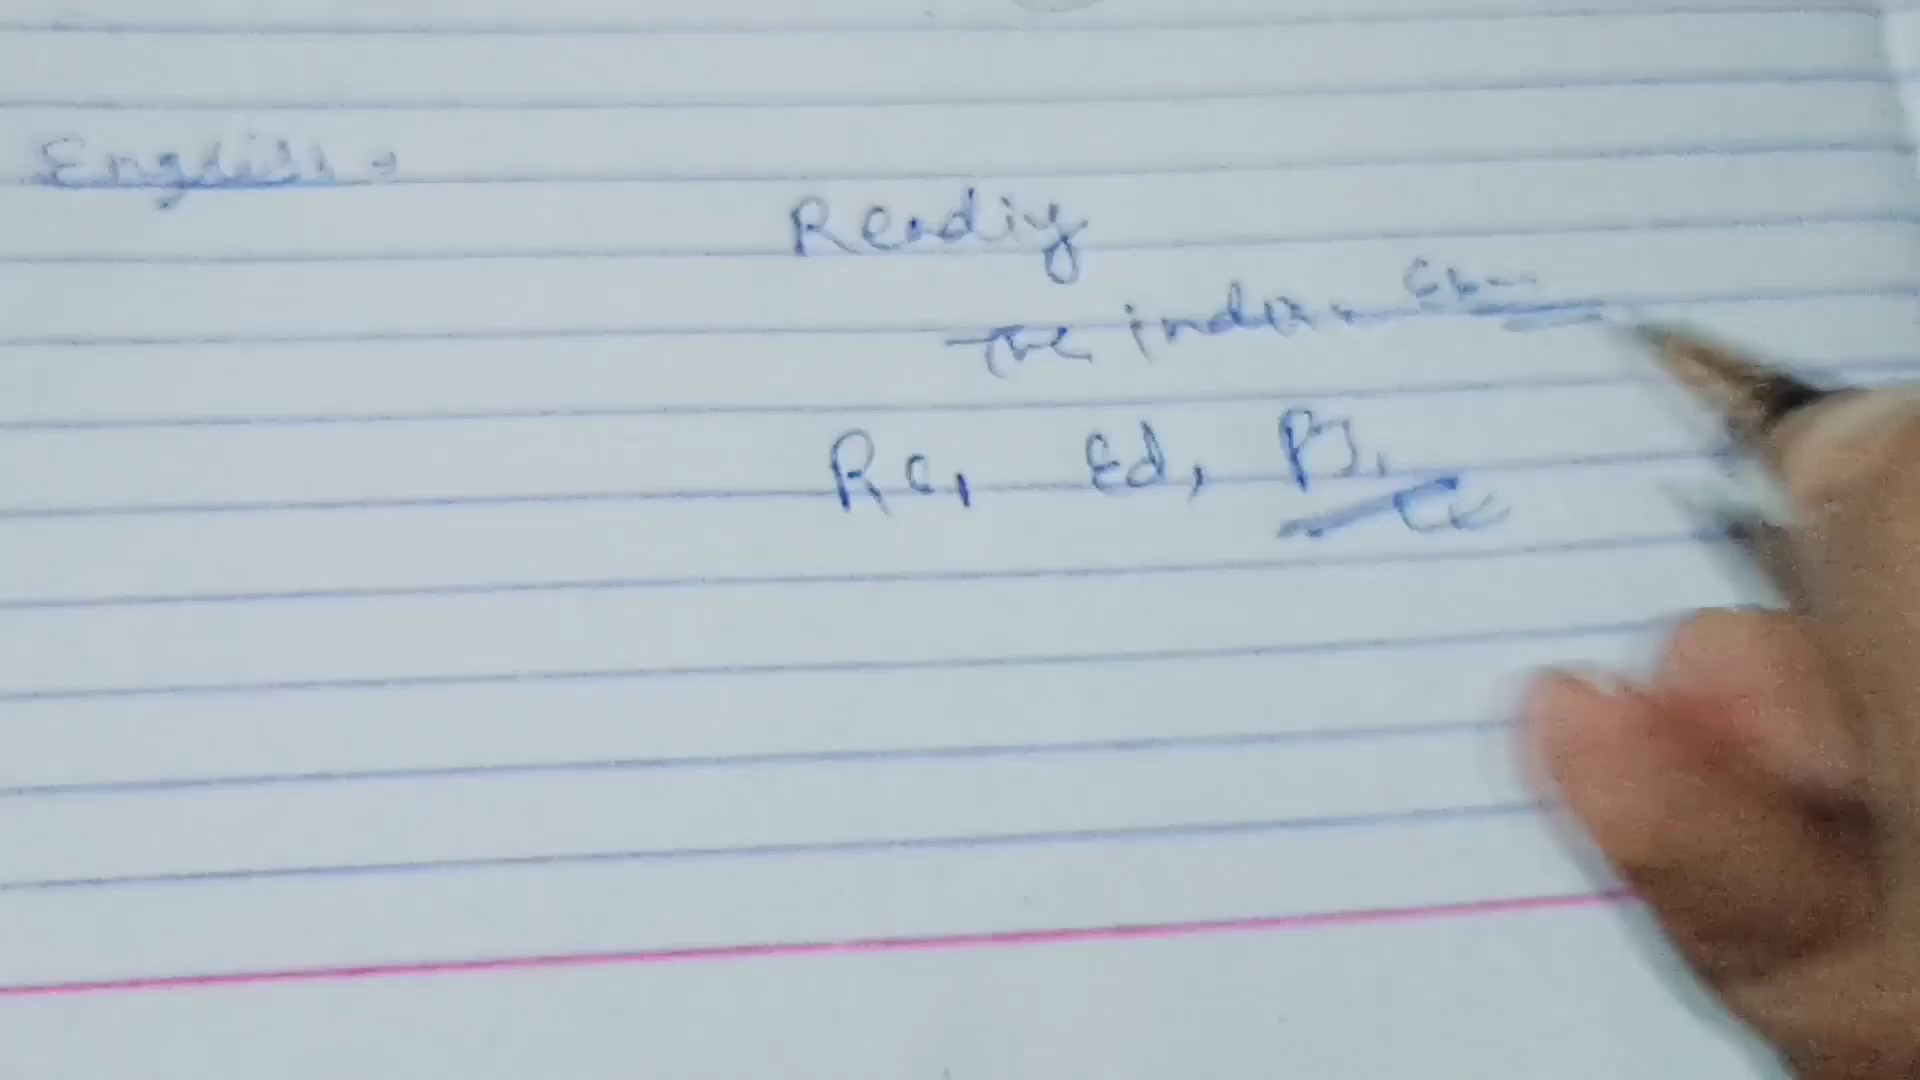 English :
Reading
The indian
Rc, Ed, PJ,